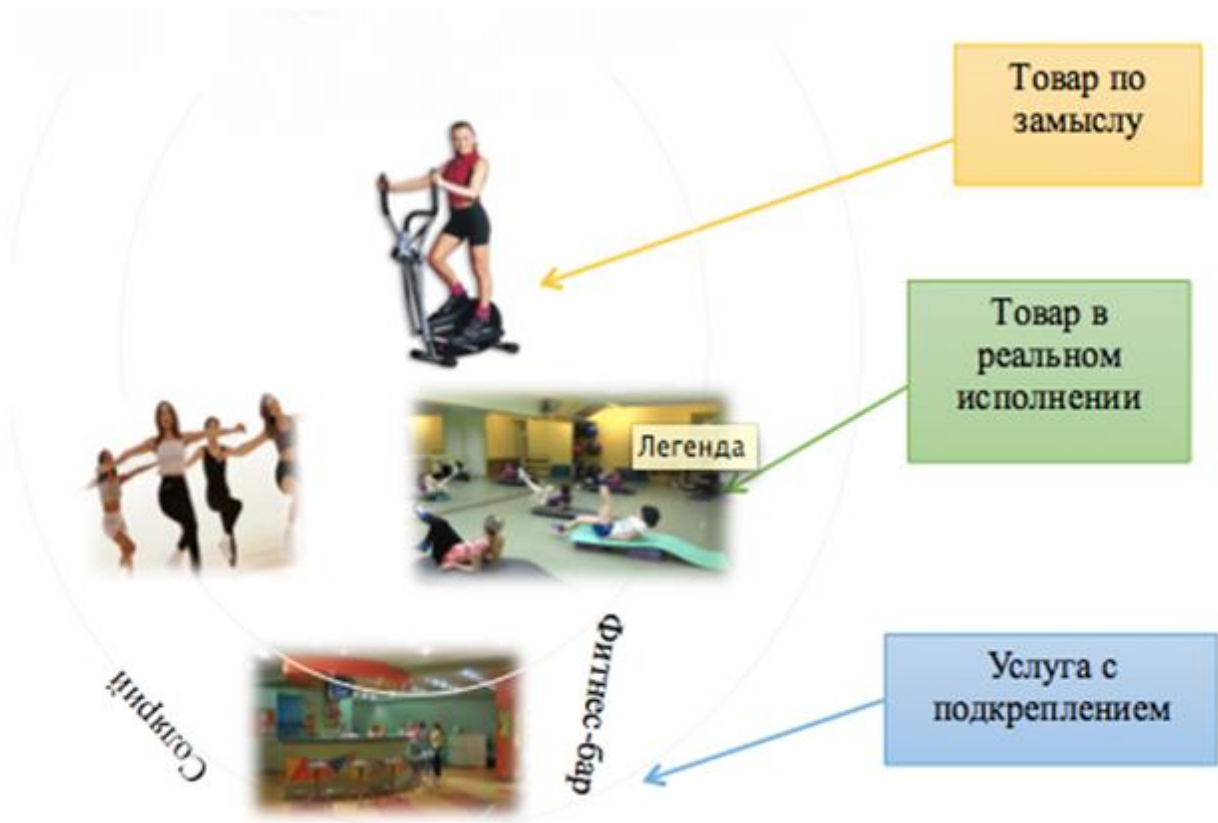 Товар по
замыслу
Товар в
реальном
исполнении
Легенда
Услуга с
подкреплением
Солярий
Фитнес-бар